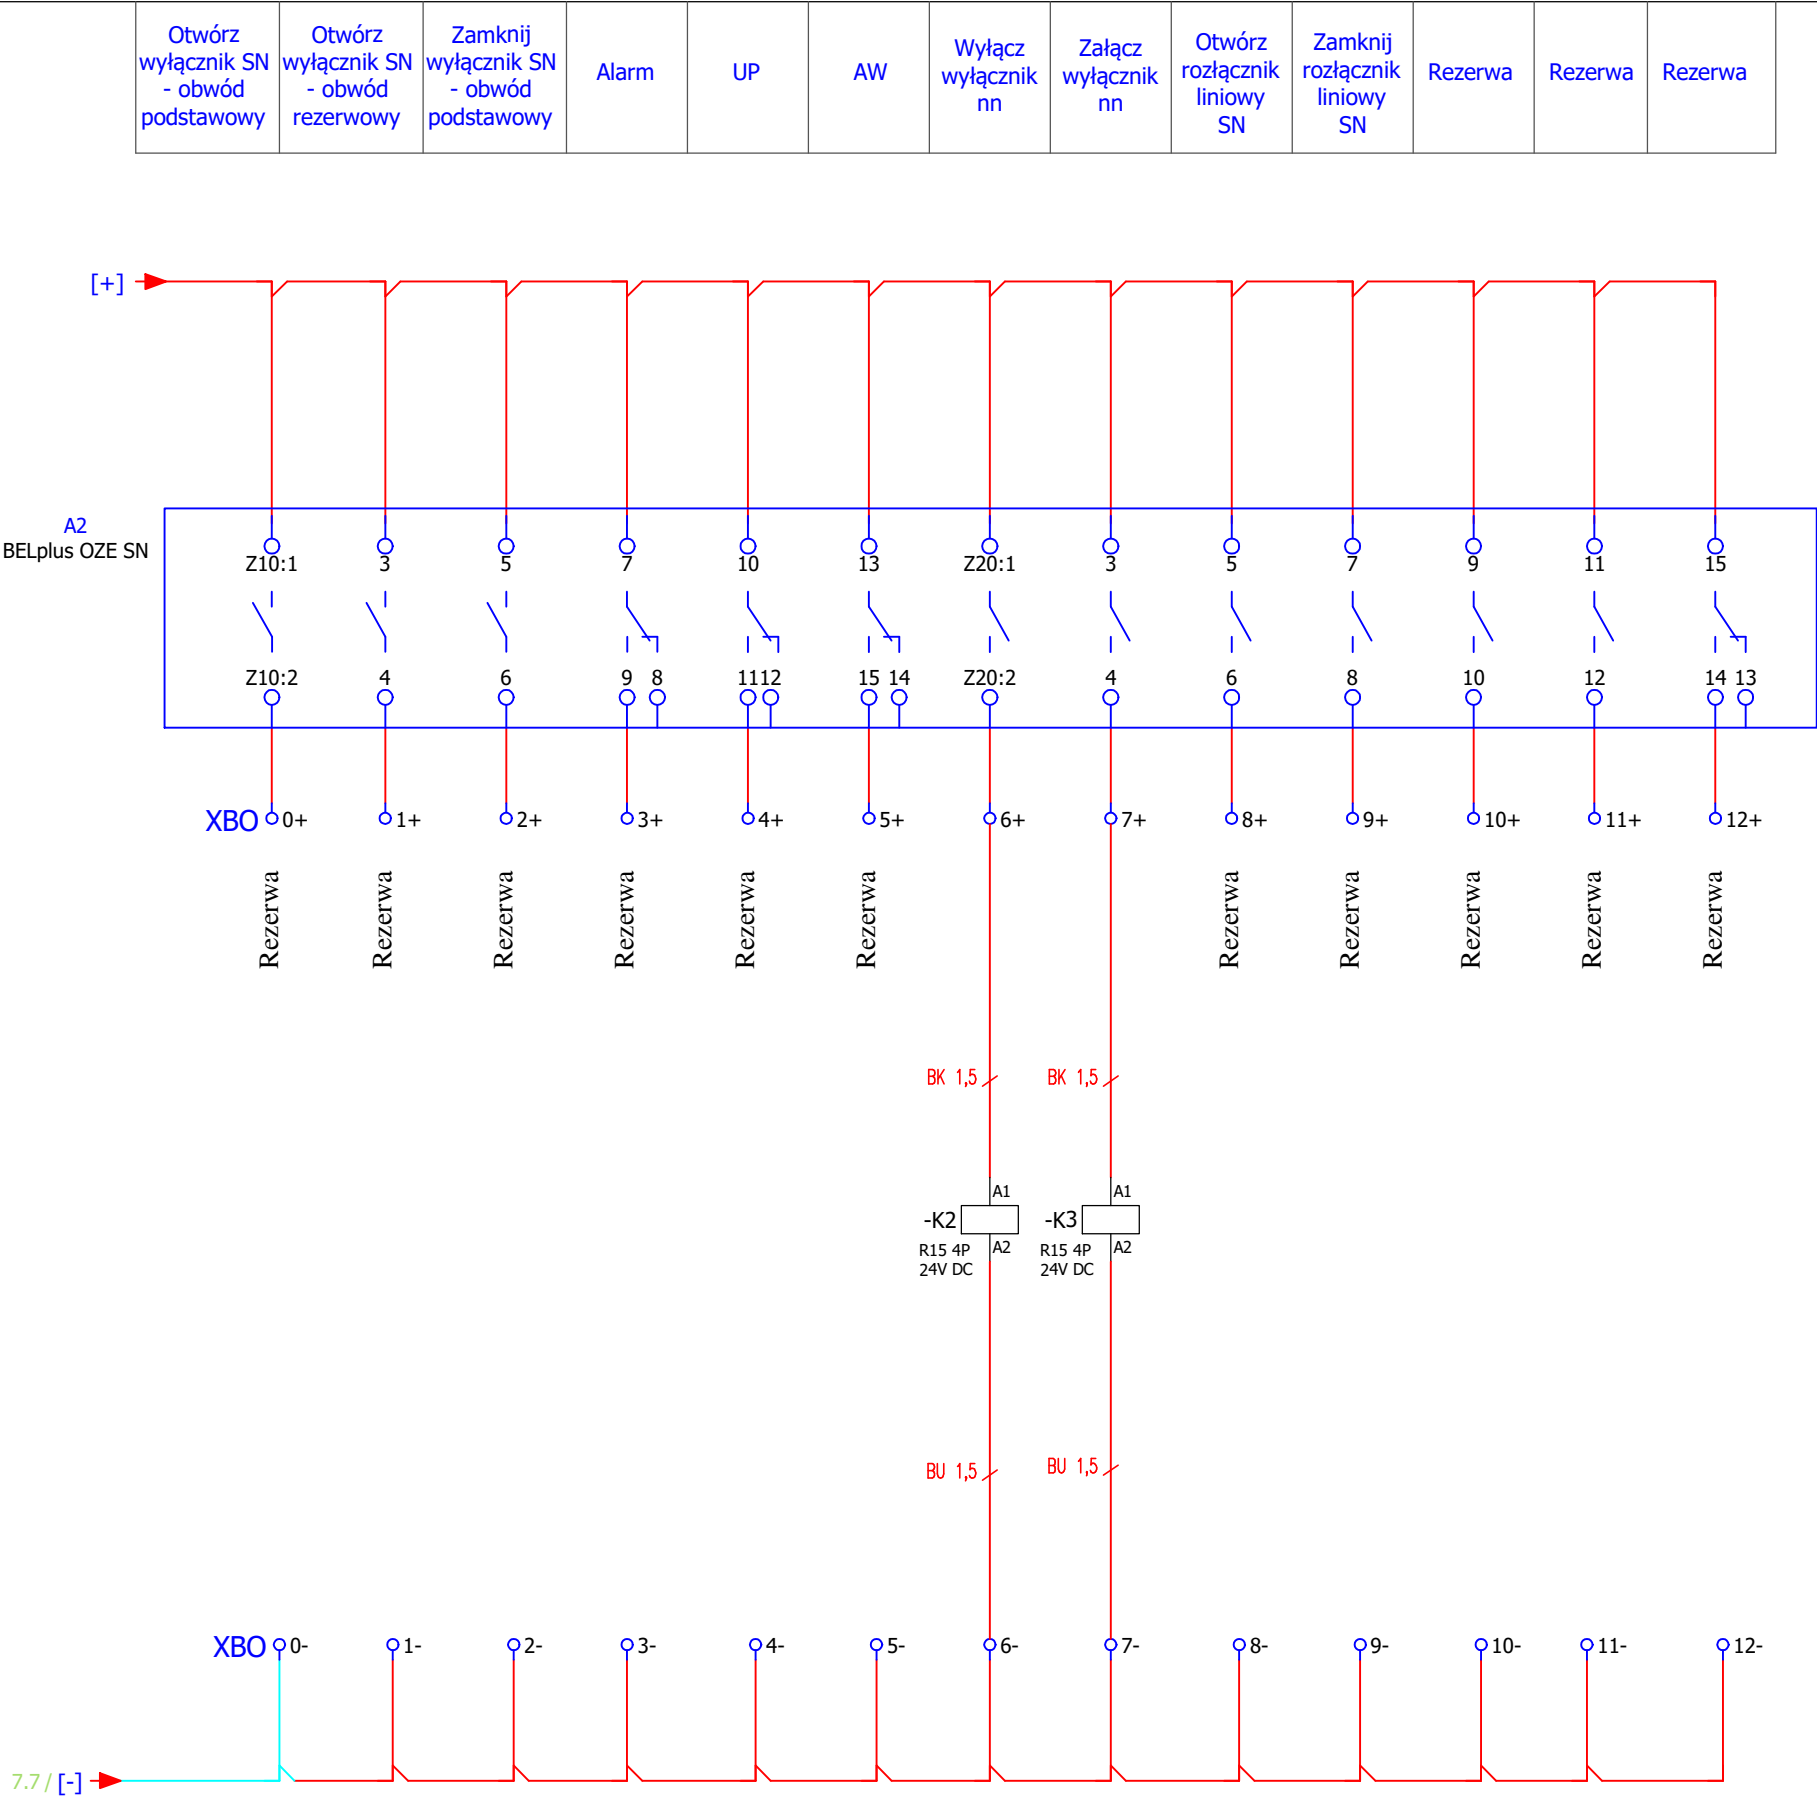 Otwórz
wyłącznik SN
- obwód
podstawowy
Otwórz
wyłącznik SN
- obwód
rezerwowy
Zamknij
wyłącznik SN
- obwód
podstawowy
Alarm
UP
AW
Wyłącz
wyłącznik
nn
Załącz
wyłącznik
nn
Otwórz
rozłącznik
liniowy
SN
Zamknij
rozłącznik
liniowy
SN
Rezerwa
Rezerwa
Rezerwa
[+]
A2
BELplus OZE SN
Z10:1 3 5 7 10 13 Z20:1 3 5 7 9 11 15
Z10:2 4 6 9 8 11 12 15 14 Z20:2 4 6 8 10 12 14 13
XBO 0+ 1+ 2+ 3+ 4+ 5+ 6+ 7+ 8+ 9+ 10+ 11+ 12+
Rezerwa
Rezerwa
Rezerwa
Rezerwa
Rezerwa
Rezerwa
Rezerwa
Rezerwa
Rezerwa
Rezerwa
Rezerwa
BK 1,5 BK 1,5
A1 A1
-K2 -K3
R15 4P A2 R15 4P A2
24V DC 24V DC
BU 1,5 BU 1,5
XBO 0- 1- 2- 3- 4- 5- 6- 7- 8- 9- 10- 11- 12-
7.7 / [-]